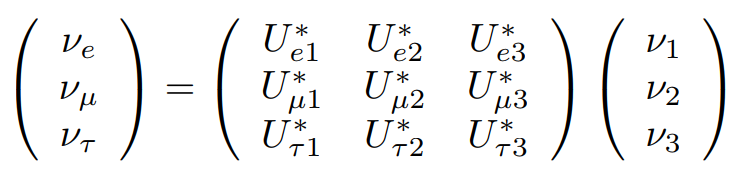 ( ν_e ) = ( U*_{e1} U*_{e2} U*_{e3} ) ( ν_1 )
( ν_μ ) ( U*_{μ1} U*_{μ2} U*_{μ3} ) ( ν_2 )
( ν_τ ) ( U*_{τ1} U*_{τ2} U*_{τ3} ) ( ν_3 )